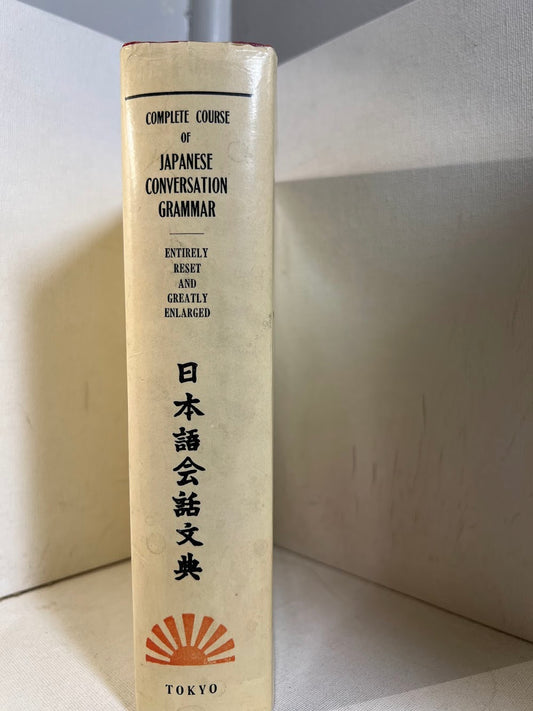 COMPLETE COURSE
OF
JAPANESE
CONVERSATION
GRAMMAR
ENTIRELY
RESET
AND
GREATLY
ENLARGED
日本語会話文典
TOKYO